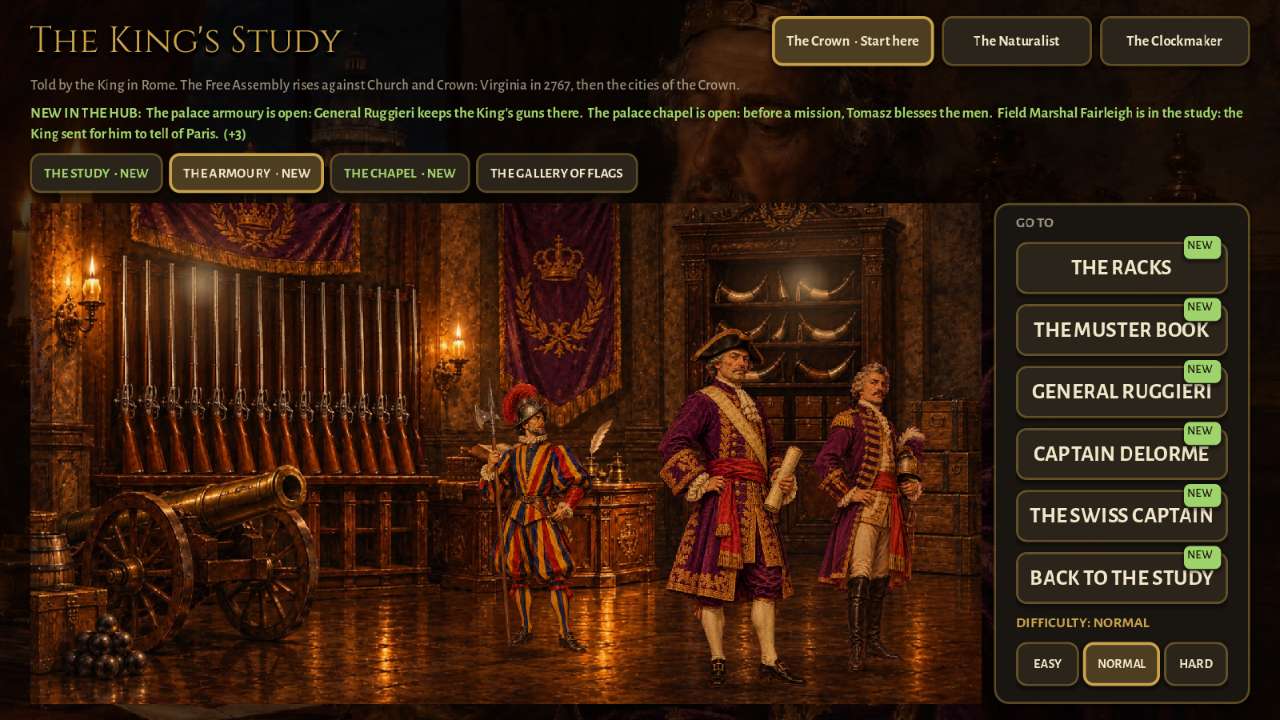 The King's Study
The Crown · Start here
The Naturalist
The Clockmaker
Told by the King in Rome. The Free Assembly rises against Church and Crown: Virginia in 2767, then the cities of the Crown.
NEW IN THE HUB: The palace armoury is open: General Ruggieri keeps the King's guns there. The palace chapel is open: before a mission, Tomasz blesses the men. Field Marshal Fairleigh is in the study: the
King sent for him to tell of Paris. (+3)
THE STUDY · NEW
THE ARMOURY · NEW
THE CHAPEL · NEW
THE GALLERY OF FLAGS
GO TO
NEW
THE RACKS
NEW
THE MUSTER BOOK
NEW
GENERAL RUGGIERI
NEW
CAPTAIN DELORME
NEW
THE SWISS CAPTAIN
NEW
BACK TO THE STUDY
DIFFICULTY: NORMAL
EASY
NORMAL
HARD